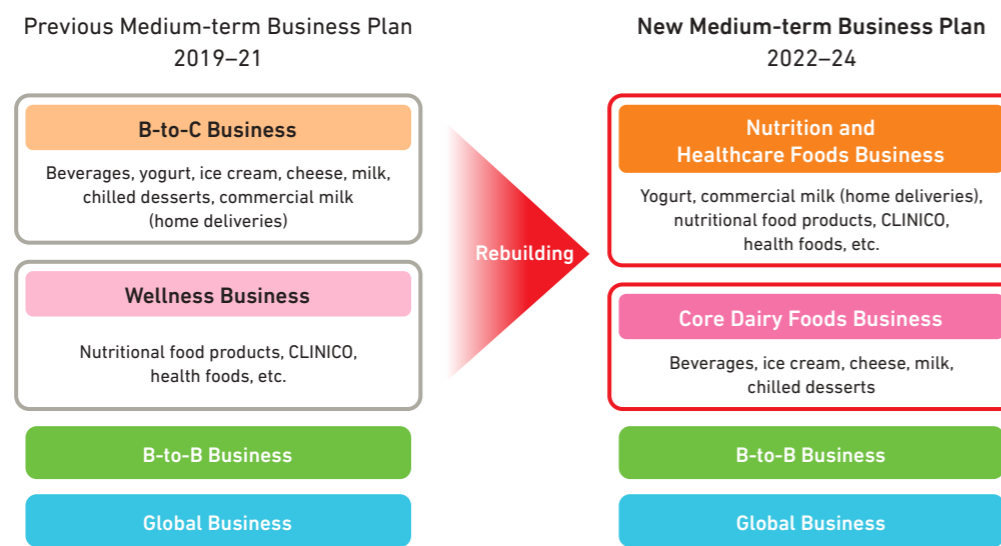 Previous Medium-term Business Plan
2019–21
B-to-C Business
Beverages, yogurt, ice cream, cheese, milk,
chilled desserts, commercial milk
(home deliveries)
Wellness Business
Nutritional food products, CLINICO,
health foods, etc.
B-to-B Business
Global Business
Rebuilding
New Medium-term Business Plan
2022–24
Nutrition and
Healthcare Foods Business
Yogurt, commercial milk (home deliveries),
nutritional food products, CLINICO,
health foods, etc.
Core Dairy Foods Business
Beverages, ice cream, cheese, milk,
chilled desserts
B-to-B Business
Global Business